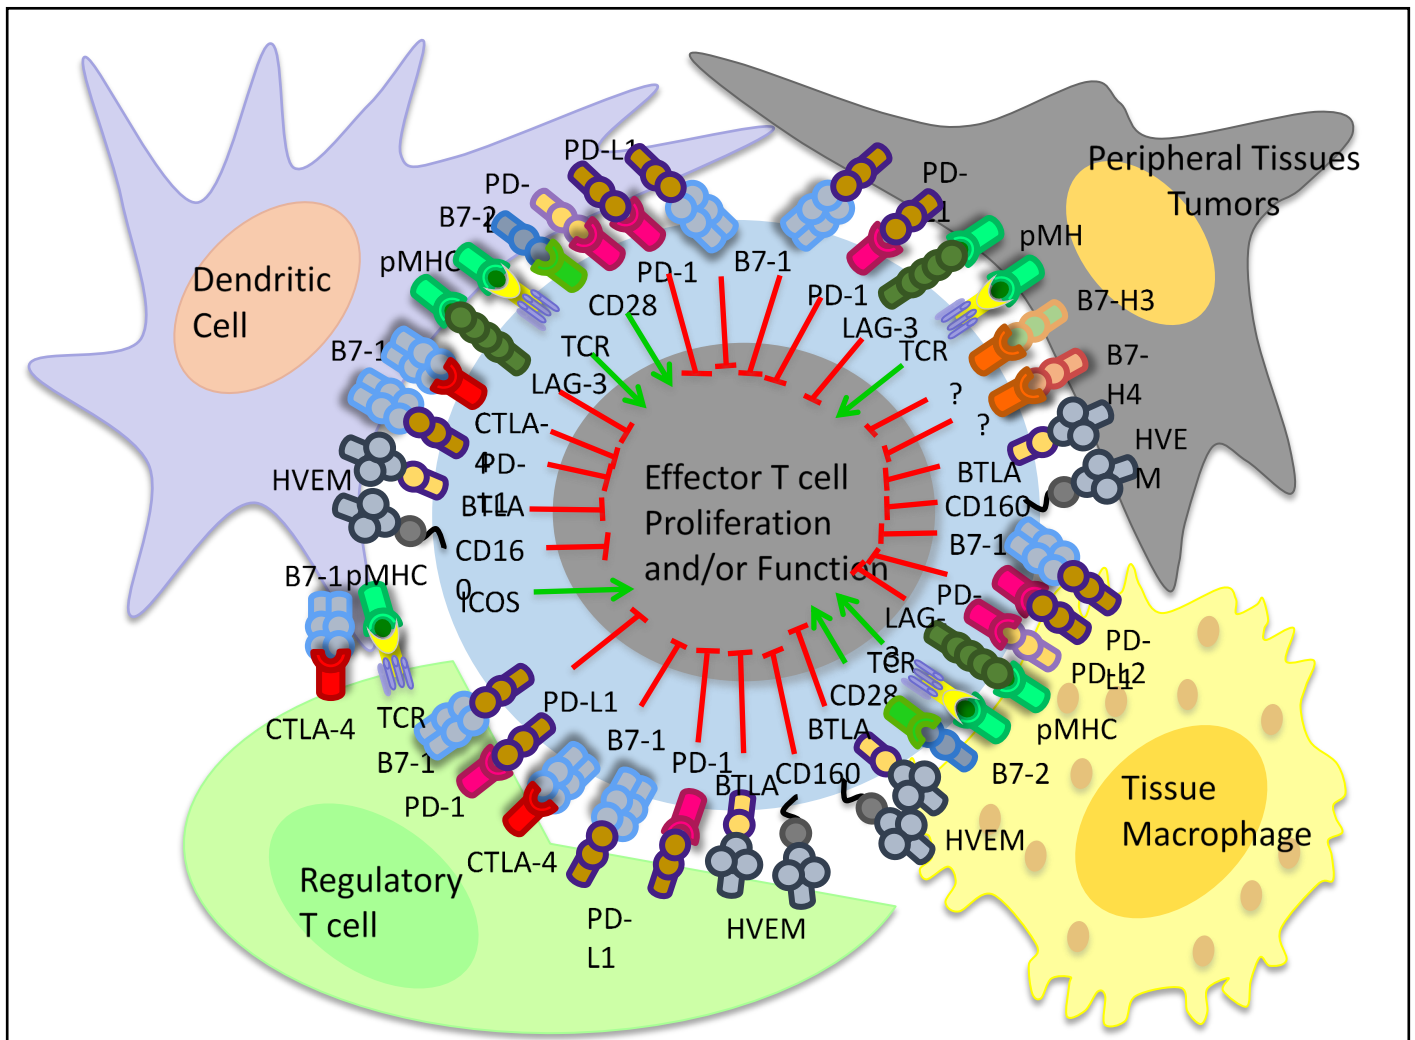 PD-L1
PD-
L
B7-2
pMHC
Dendritic
Cell
B7-1
HVEM
PD-1
CD28
TCR
LAG-3
CTLA-
4
PD-
L1
BTLA
CD16
0
ICOS
B7-1
PD-1
LAG-3
TCR
?
?
BTLA
CD160
B7-1
PD-
LAG-
3
TCR
CD28
BTLA
CD160
BTLA
PD-1
B7-1
PD-L1
Effector T cell
Proliferation
and/or Function
Peripheral Tissues
Tumors
PD-
L1
pMH
B7-H3
B7-
H4
HVE
M
PD-
L1
PD-L2
pMHC
B7-2
HVEM
Tissue
Macrophage
B7-1
pMHC
CTLA-4
TCR
B7-1
PD-1
CTLA-4
PD-
L1
HVEM
Regulatory
T cell